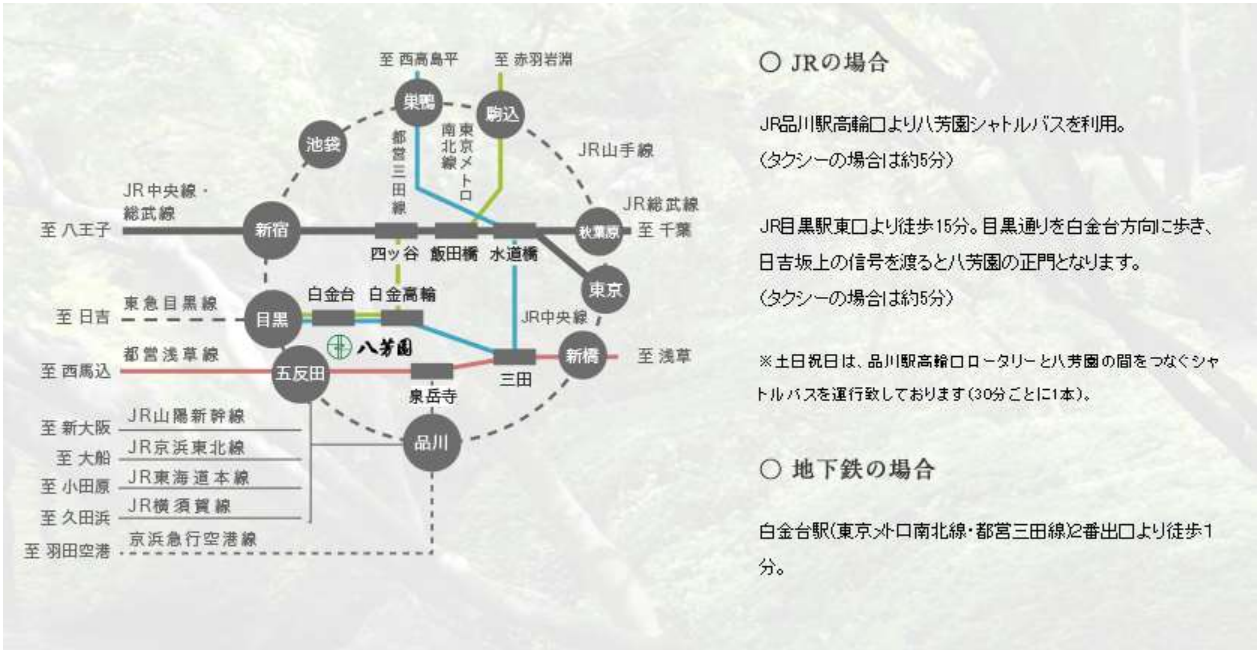 至 西高島平
至 赤羽岩淵
巣鴨
駒込
池袋
都営三田線
東京メトロ
南北線
JR山手線
JR中央線・
総武線
JR総武線
至 八王子
新宿
秋葉原
至 千葉
四ッ谷
飯田橋
水道橋
白金台
白金高輪
東京
東急目黒線
至 日吉
目黒
JR中央線
八芳園
都営浅草線
新橋
至 浅草
至 西馬込
五反田
三田
泉岳寺
JR山陽新幹線
至 新大阪
品川
JR京浜東北線
至 大船
JR東海道本線
至 小田原
JR横須賀線
至 久田浜
京浜急行空港線
至 羽田空港
○ JRの場合
JR品川駅高輪口より八芳園シャトルバスを利用。
(タクシーの場合は約5分)
JR目黒駅東口より徒歩15分。目黒通りを白金台方向に歩き、
日吉坂上の信号を渡ると八芳園の正門となります。
(タクシーの場合は約5分)
※土日祝日は、品川駅高輪口ロータリーと八芳園の間をつなぐシャ
トルバスを運行致しております(30分ごとに1本)。
○ 地下鉄の場合
白金台駅(東京メトロ南北線・都営三田線)2番出口より徒歩1
分。